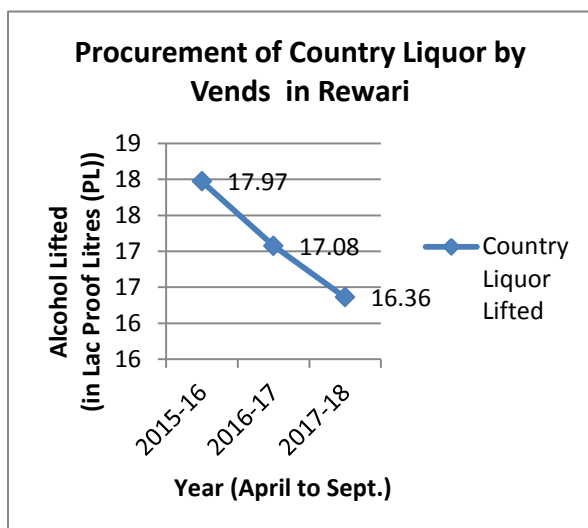 Procurement of Country Liquor by
Vends in Rewari
Alcohol Lifted
(in Lac Proof Litres (PL))
19
18
18
17
17
16
16
17.97
17.08
16.36
Country
Liquor
Lifted
2015-16
2016-17
2017-18
Year (April to Sept.)